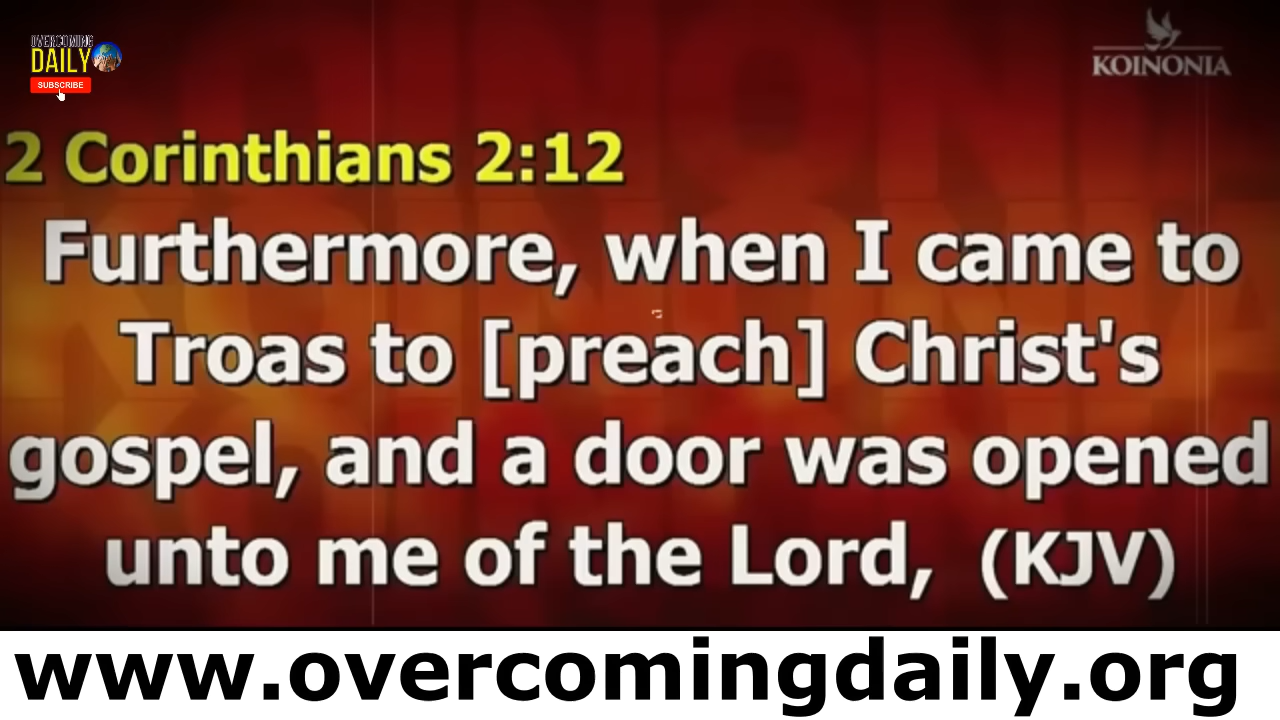 OVERCOMING
DAILY
SUBSCRIBE
KOINONIA
2 Corinthians 2:12
Furthermore, when I came to
Troas to [preach] Christ's
gospel, and a door was opened
unto me of the Lord, (KJV)
www.overcomingdaily.org